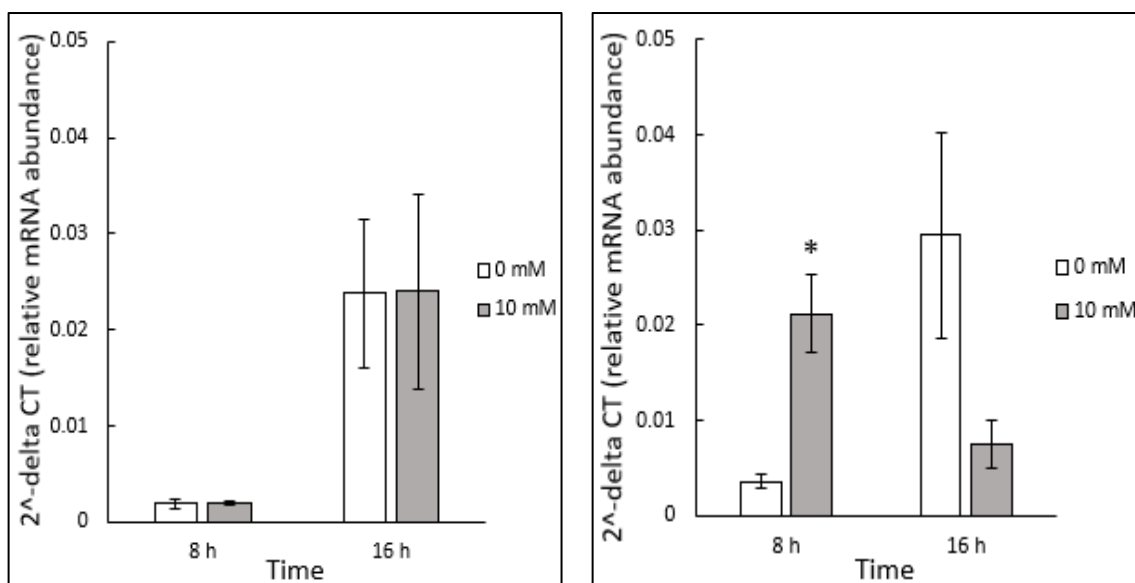 2^-delta CT (relative mRNA abundance)
0.05
0.04
0.03
0.02
0.01
0
8 h
16 h
Time
0 mM
10 mM
2^-delta CT (relative mRNA abundance)
0.05
0.04
0.03
0.02
0.01
0
*
8 h
16 h
Time
0 mM
10 mM